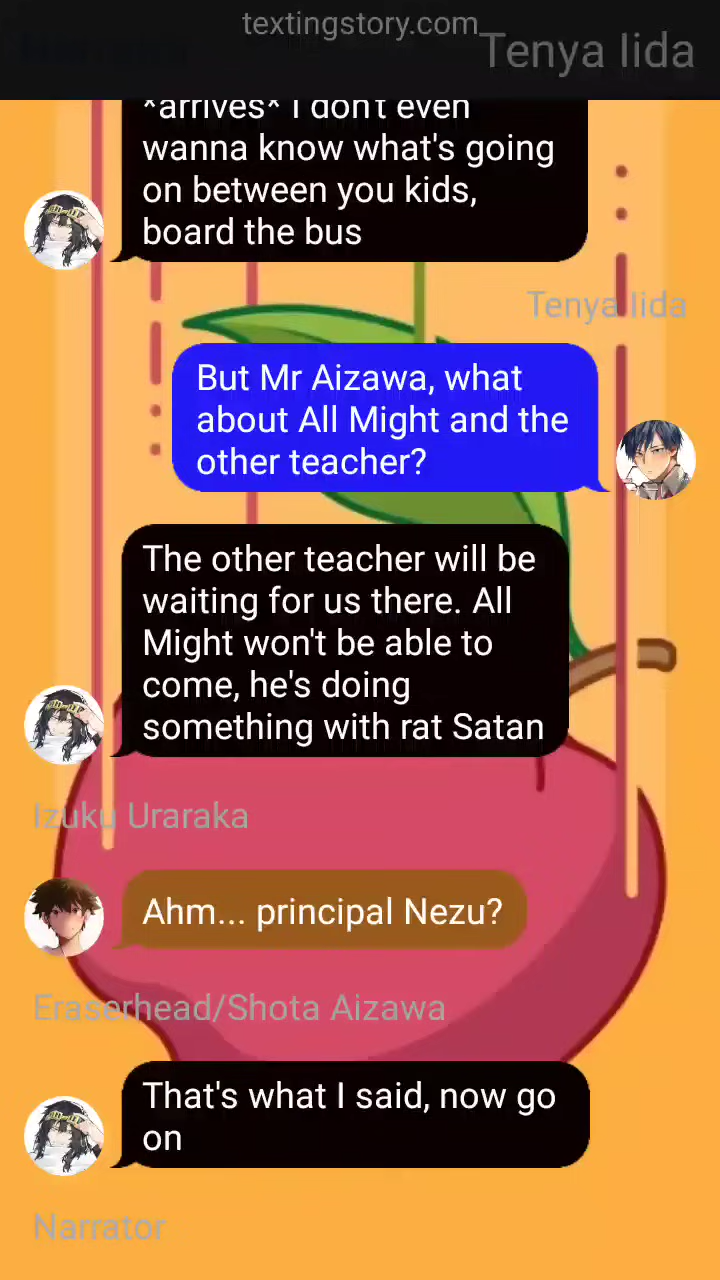 textingstory.com
Tenya Iida
*arrives* I don't even
wanna know what's going
on between you kids,
board the bus
Tenya Iida
But Mr Aizawa, what
about All Might and the
other teacher?
The other teacher will be
waiting for us there. All
Might won't be able to
come, he's doing
something with rat Satan
Izuku Uraraka
Ahm... principal Nezu?
Eraserhead/Shota Aizawa
That's what I said, now go
on
Narrator